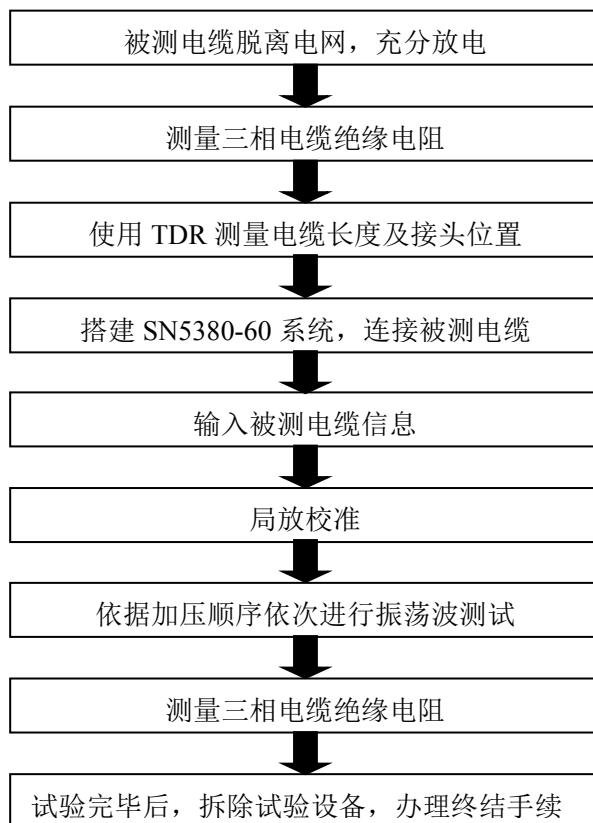 被测电缆脱离电网，充分放电
测量三相电缆绝缘电阻
使用 TDR 测量电缆长度及接头位置
搭建 SN5380-60 系统，连接被测电缆
输入被测电缆信息
局放校准
依据加压顺序依次进行振荡波测试
测量三相电缆绝缘电阻
试验完毕后，拆除试验设备，办理终结手续